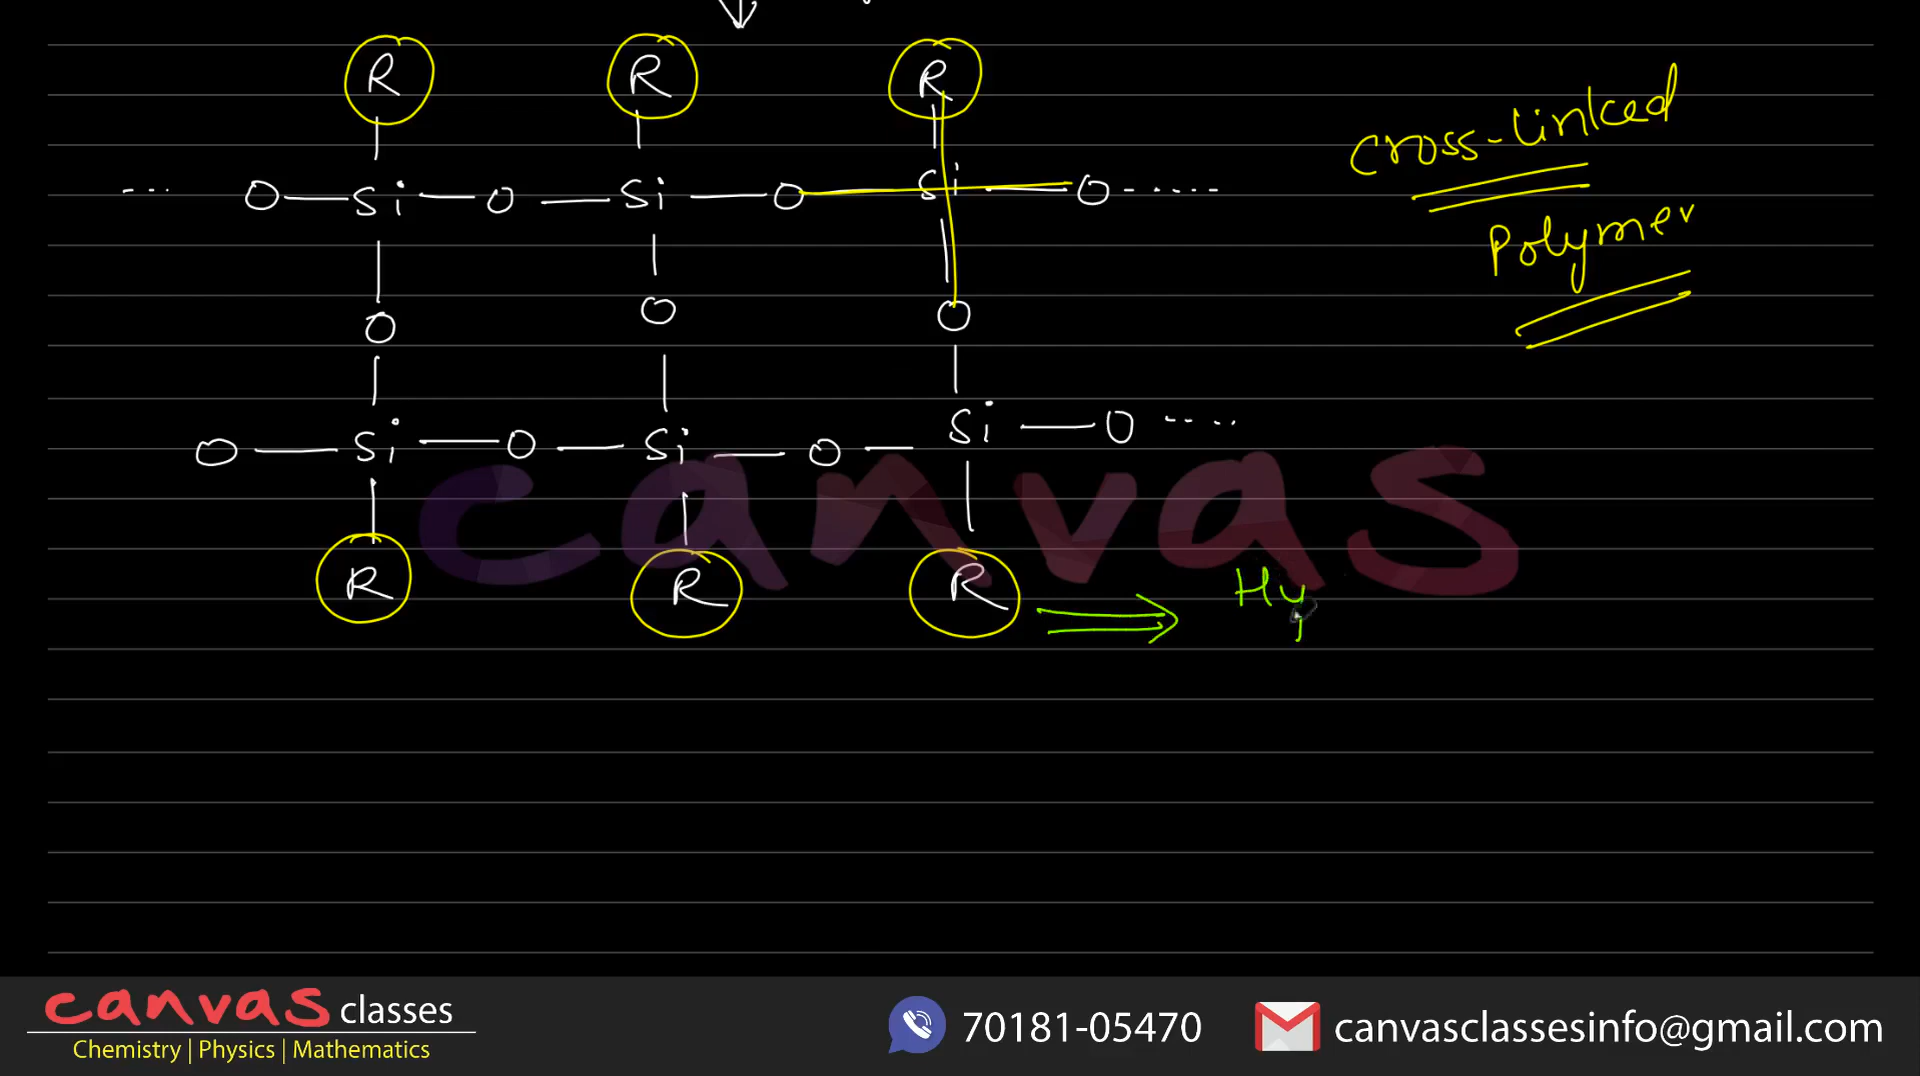 R R R
... O—Si—O—Si—O—Si—O.....
O O O
O—Si—O—Si—O—Si—O....
R R R
Cross-Linked
Polymer
Hy
canvas
canvas classes
Chemistry | Physics | Mathematics
70181-05470
canvasclassesinfo@gmail.com